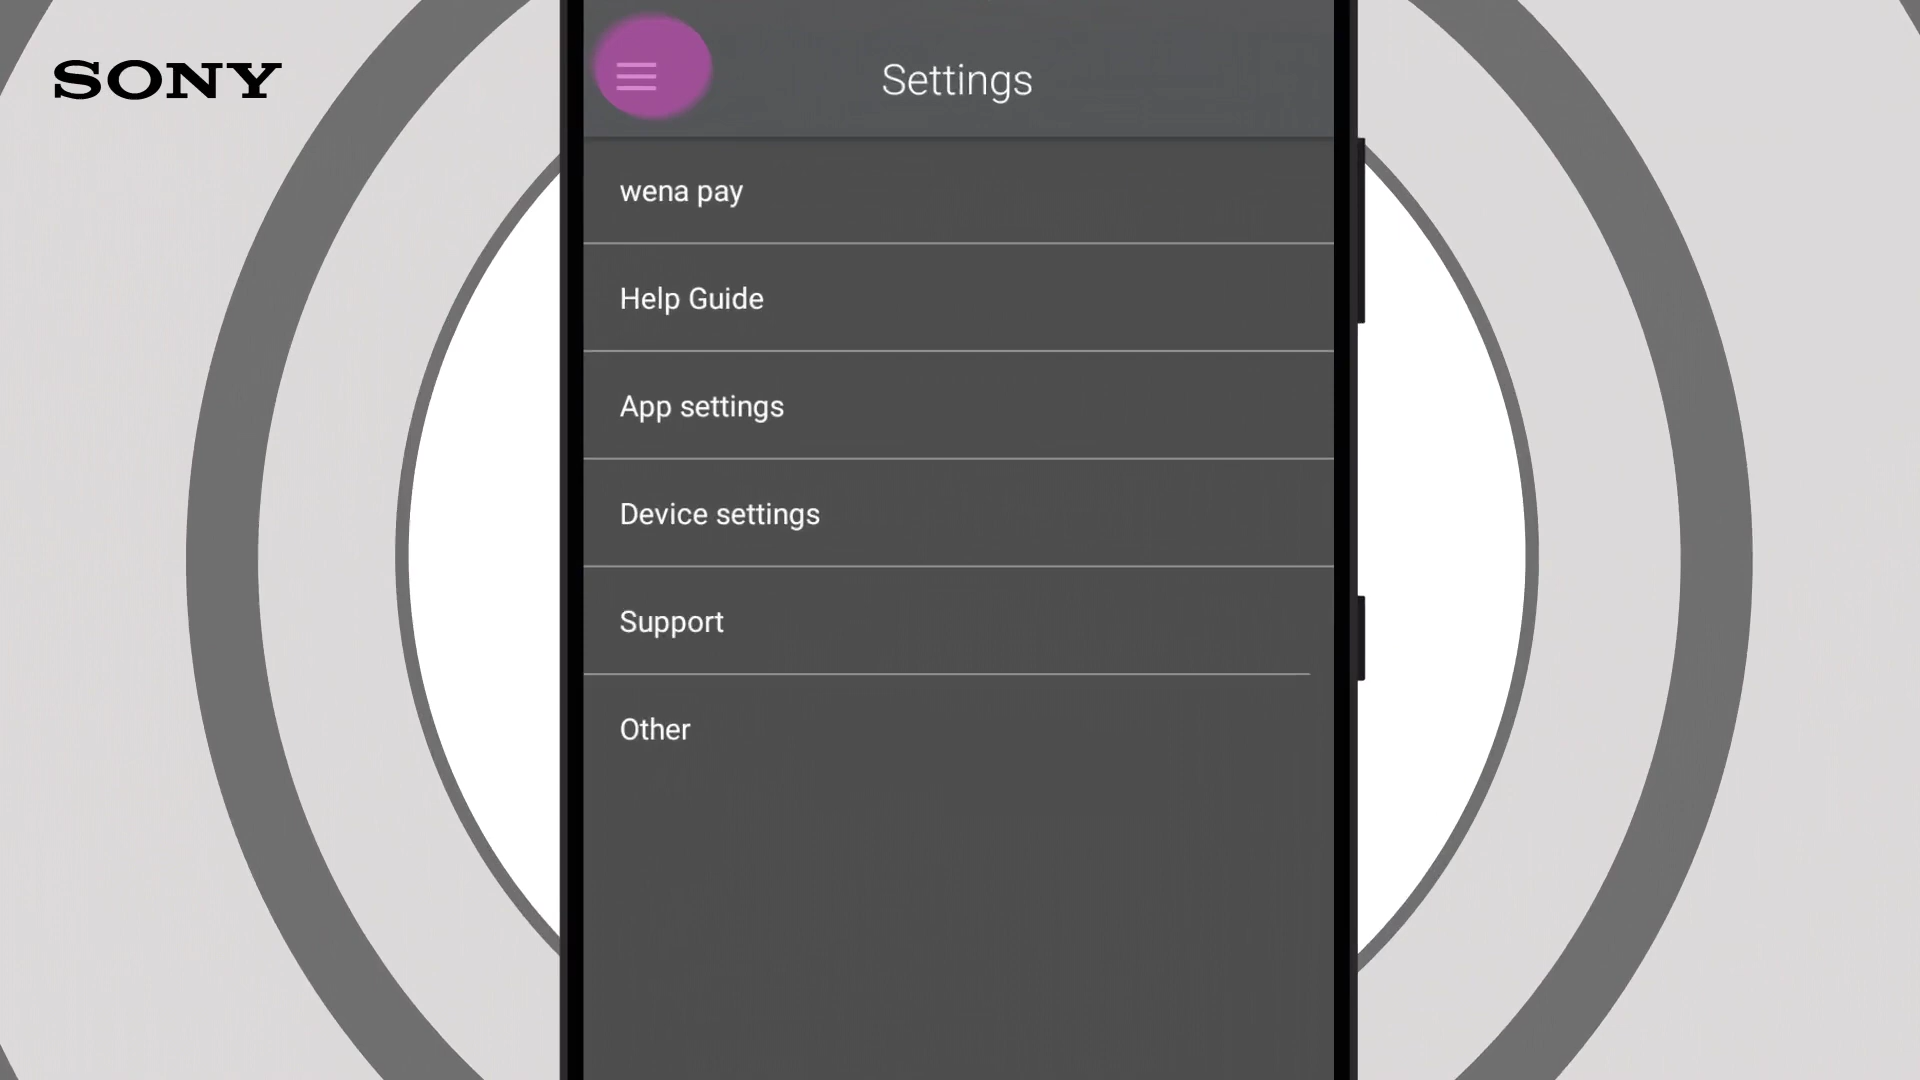 SONY
Settings
wena pay
Help Guide
App settings
Device settings
Support
Other